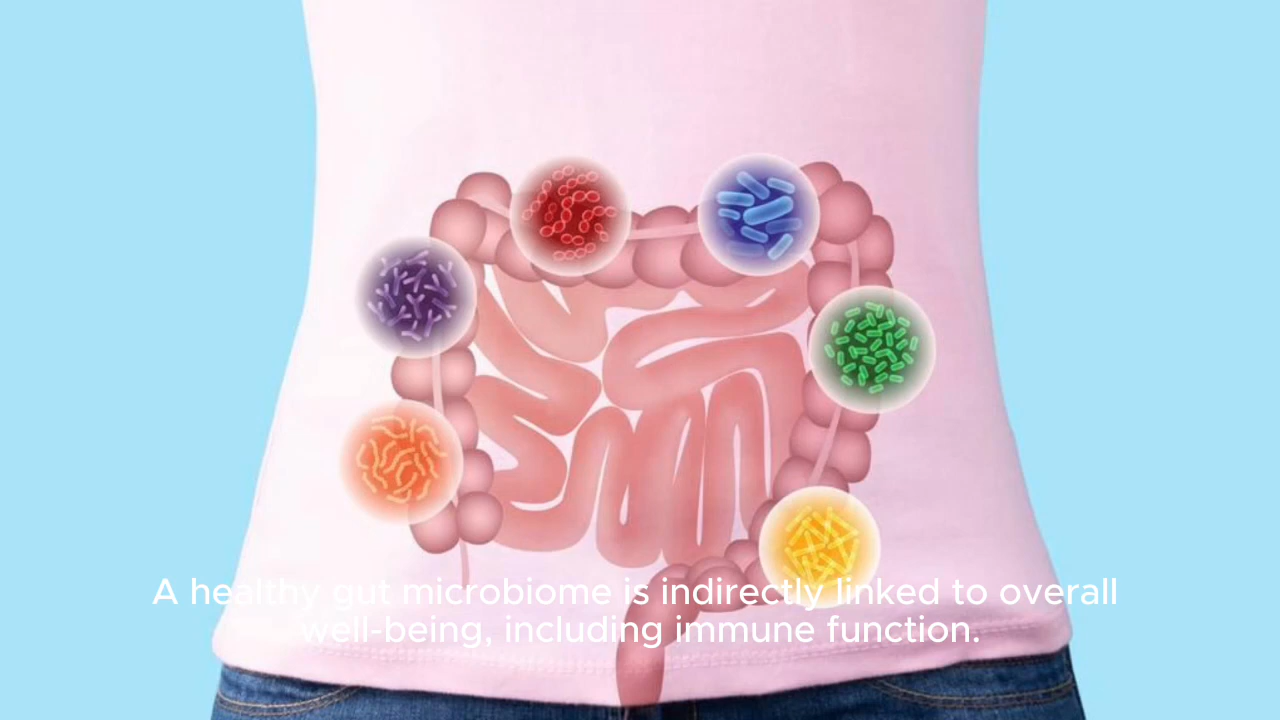 A healthy gut microbiome is indirectly linked to overall
well-being, including immune function.